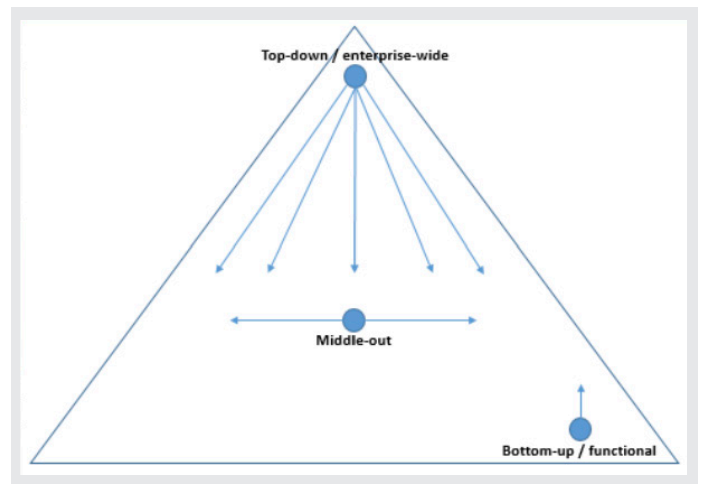 Top-down / enterprise-wide
Middle-out
Bottom-up / functional